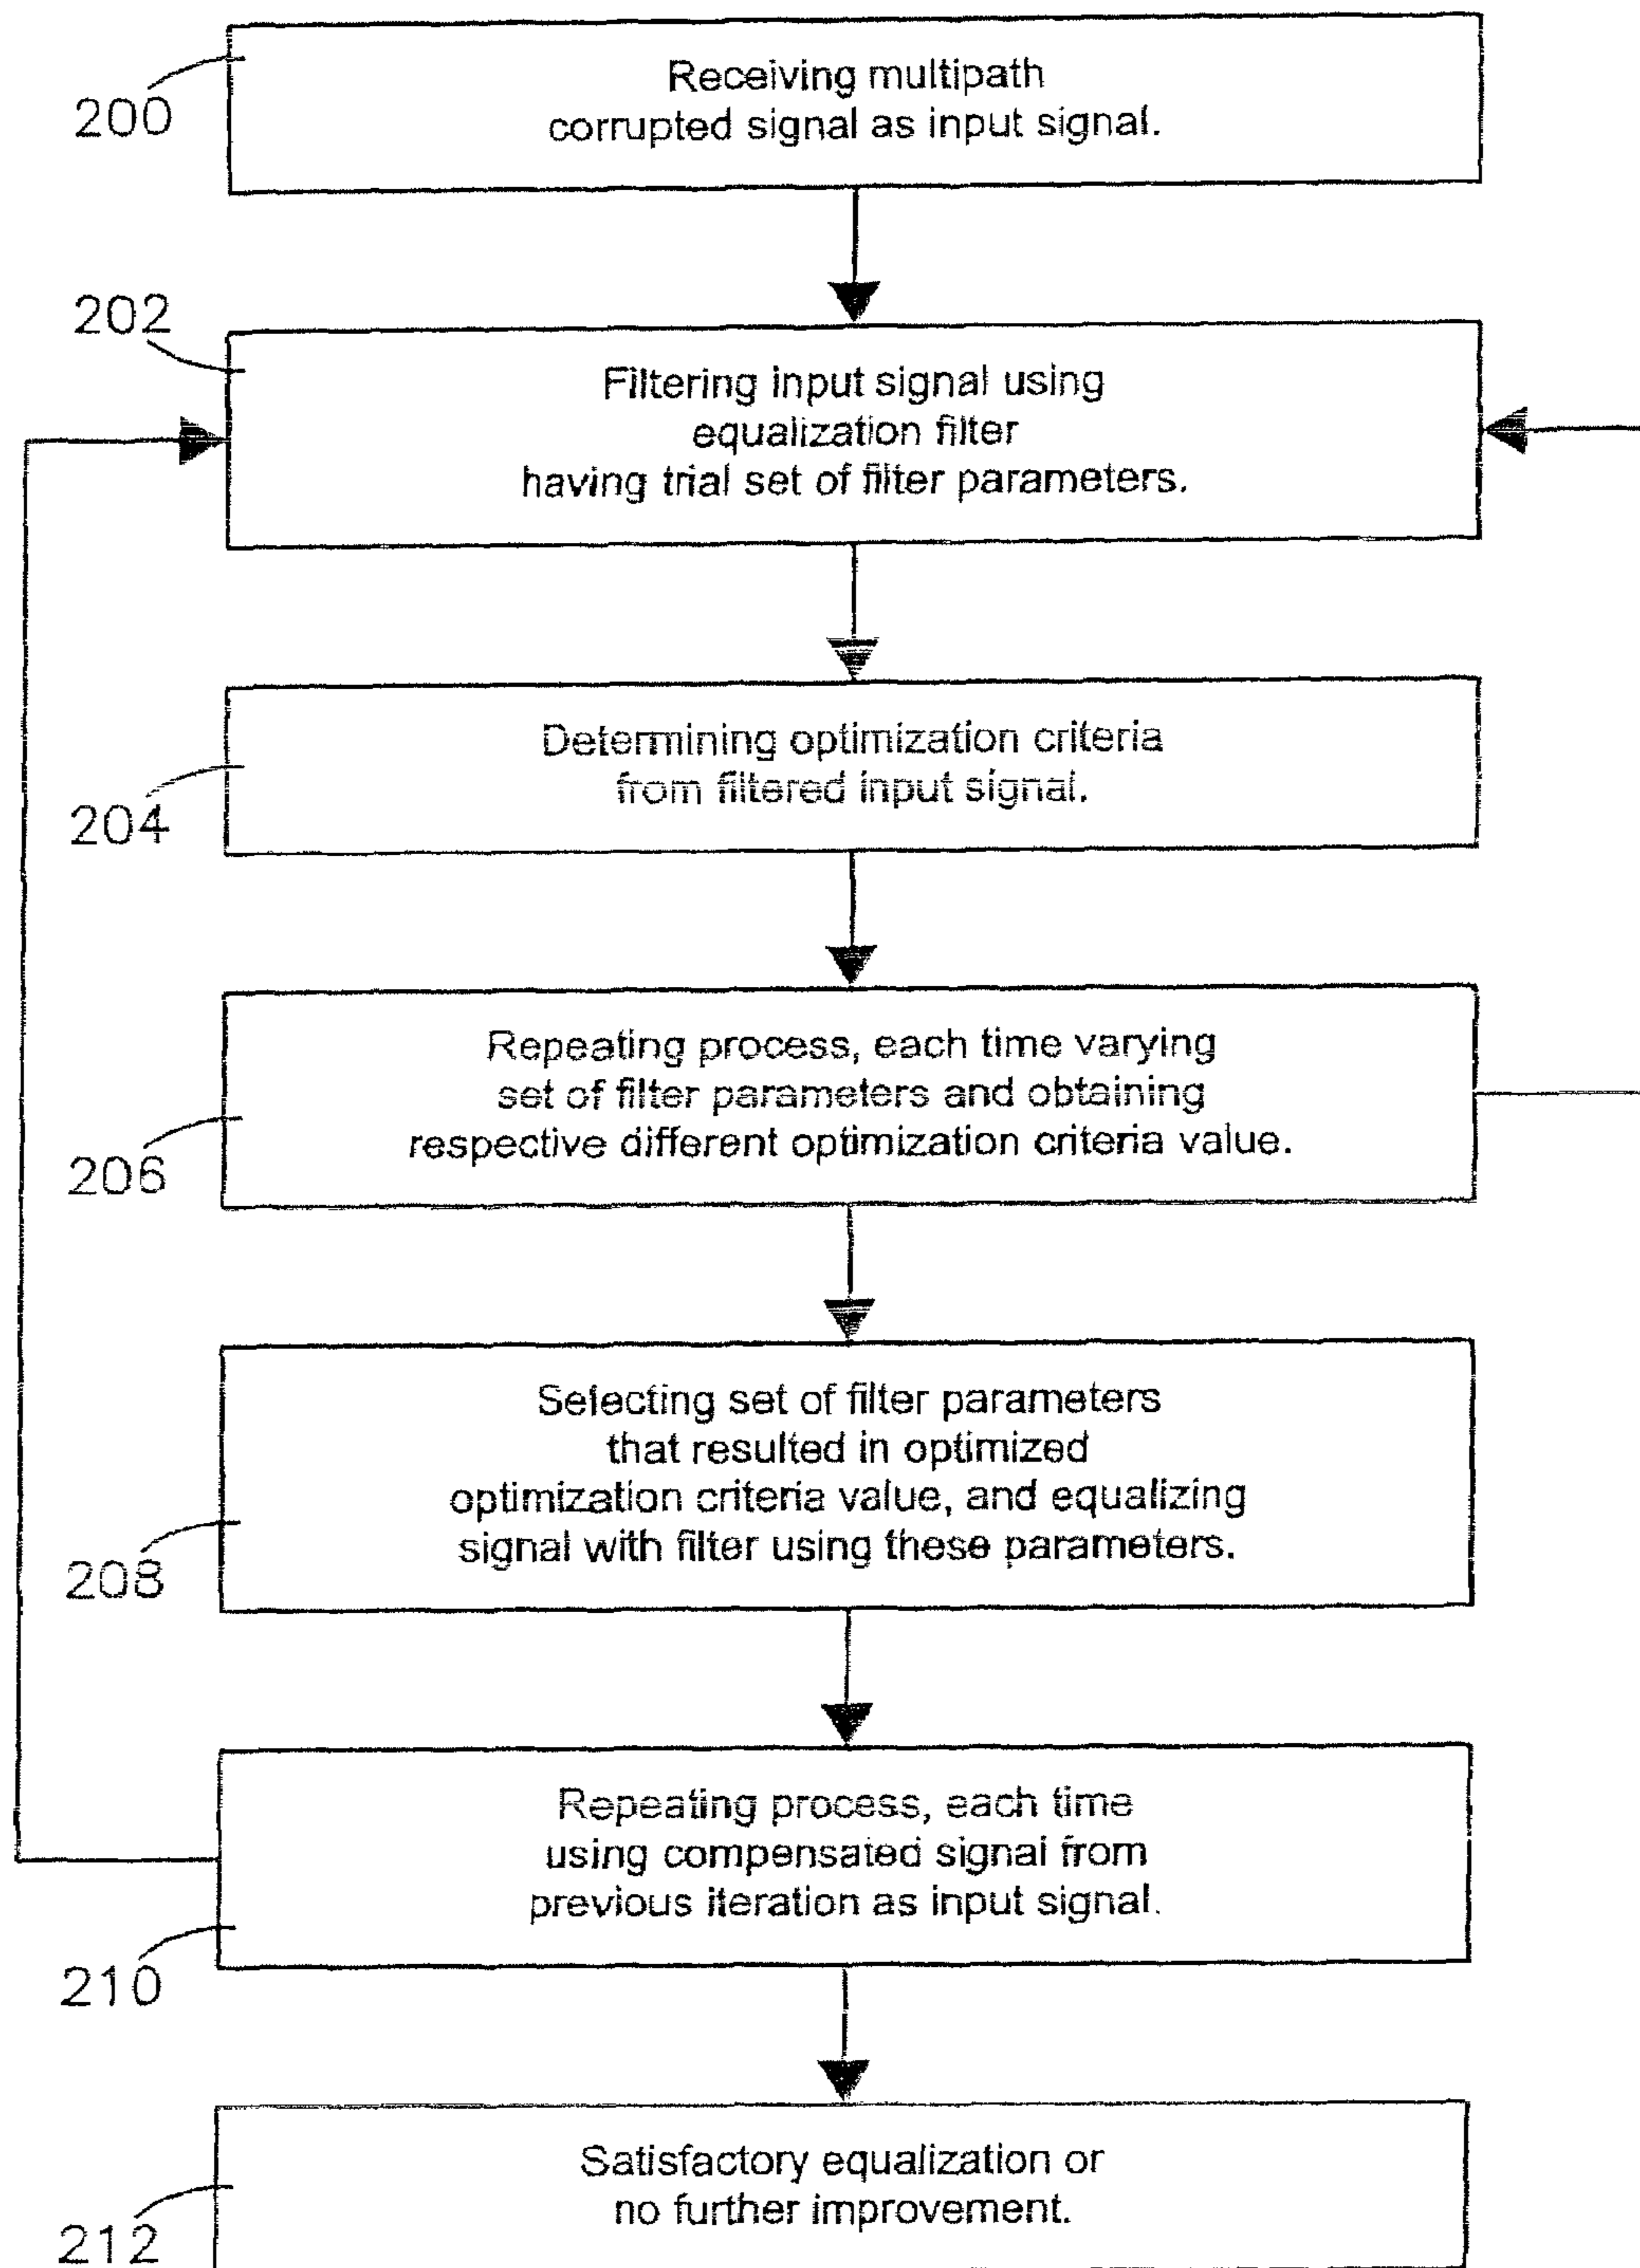 200
Receiving multipath
corrupted signal as input signal.
202
Filtering input signal using
equalization filter
having trial set of filter parameters.
204
Determining optimization criteria
from filtered input signal.
206
Repeating process, each time varying
set of filter parameters and obtaining
respective different optimization criteria value.
208
Selecting set of filter parameters
that resulted in optimized
optimization criteria value, and equalizing
signal with filter using these parameters.
210
Repeating process, each time
using compensated signal from
previous iteration as input signal.
212
Satisfactory equalization or
no further improvement.